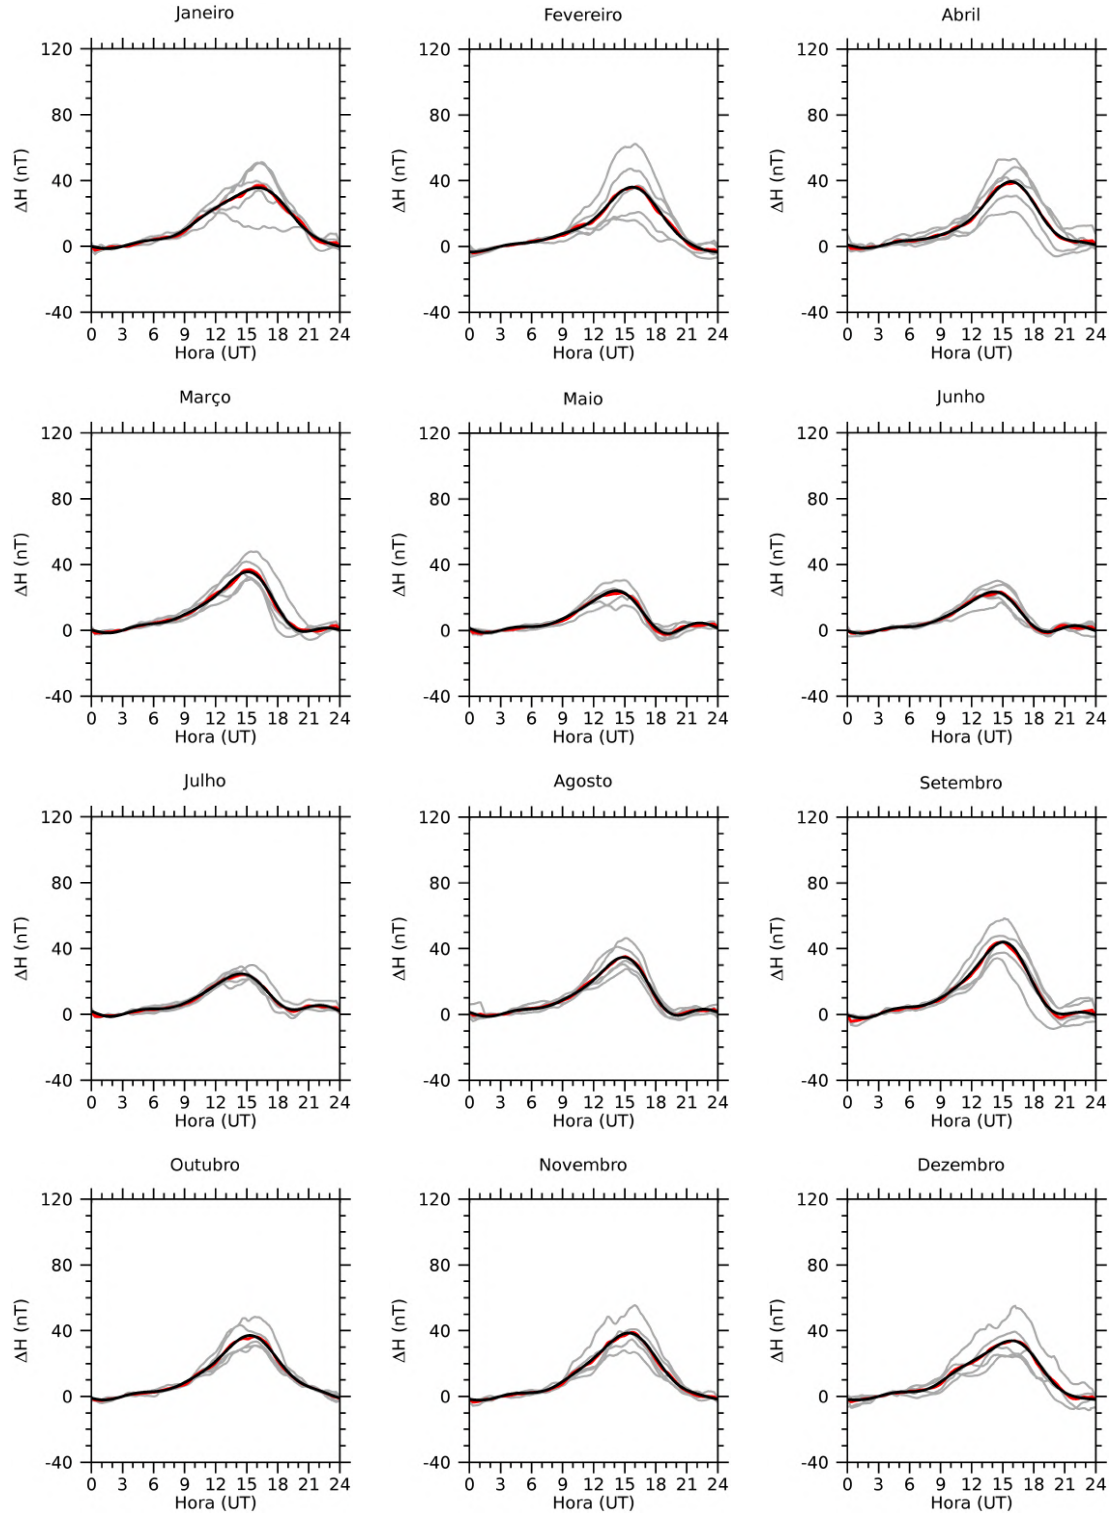 Janeiro Fevereiro Abril
120 120 120
80 80 80
40 40 40
0 0 0
-40 -40 -40
ΔH (nT) ΔH (nT) ΔH (nT)
0 3 6 9 12 15 18 21 24 0 3 6 9 12 15 18 21 24 0 3 6 9 12 15 18 21 24
Hora (UT) Hora (UT) Hora (UT)
Março Maio Junho
120 120 120
80 80 80
40 40 40
0 0 0
-40 -40 -40
ΔH (nT) ΔH (nT) ΔH (nT)
0 3 6 9 12 15 18 21 24 0 3 6 9 12 15 18 21 24 0 3 6 9 12 15 18 21 24
Hora (UT) Hora (UT) Hora (UT)
Julho Agosto Setembro
120 120 120
80 80 80
40 40 40
0 0 0
-40 -40 -40
ΔH (nT) ΔH (nT) ΔH (nT)
0 3 6 9 12 15 18 21 24 0 3 6 9 12 15 18 21 24 0 3 6 9 12 15 18 21 24
Hora (UT) Hora (UT) Hora (UT)
Outubro Novembro Dezembro
120 120 120
80 80 80
40 40 40
0 0 0
-40 -40 -40
ΔH (nT) ΔH (nT) ΔH (nT)
0 3 6 9 12 15 18 21 24 0 3 6 9 12 15 18 21 24 0 3 6 9 12 15 18 21 24
Hora (UT) Hora (UT) Hora (UT)